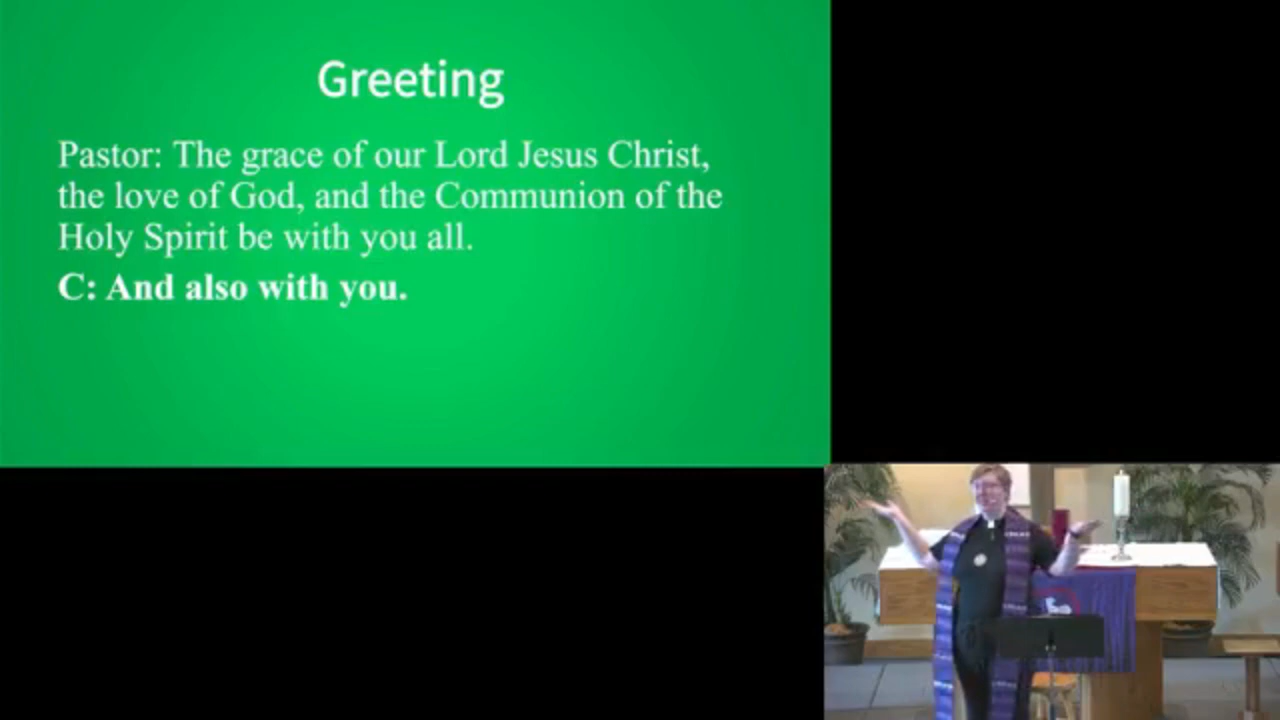 Greeting
Pastor: The grace of our Lord Jesus Christ,
the love of God, and the Communion of the
Holy Spirit be with you all.
C: And also with you.